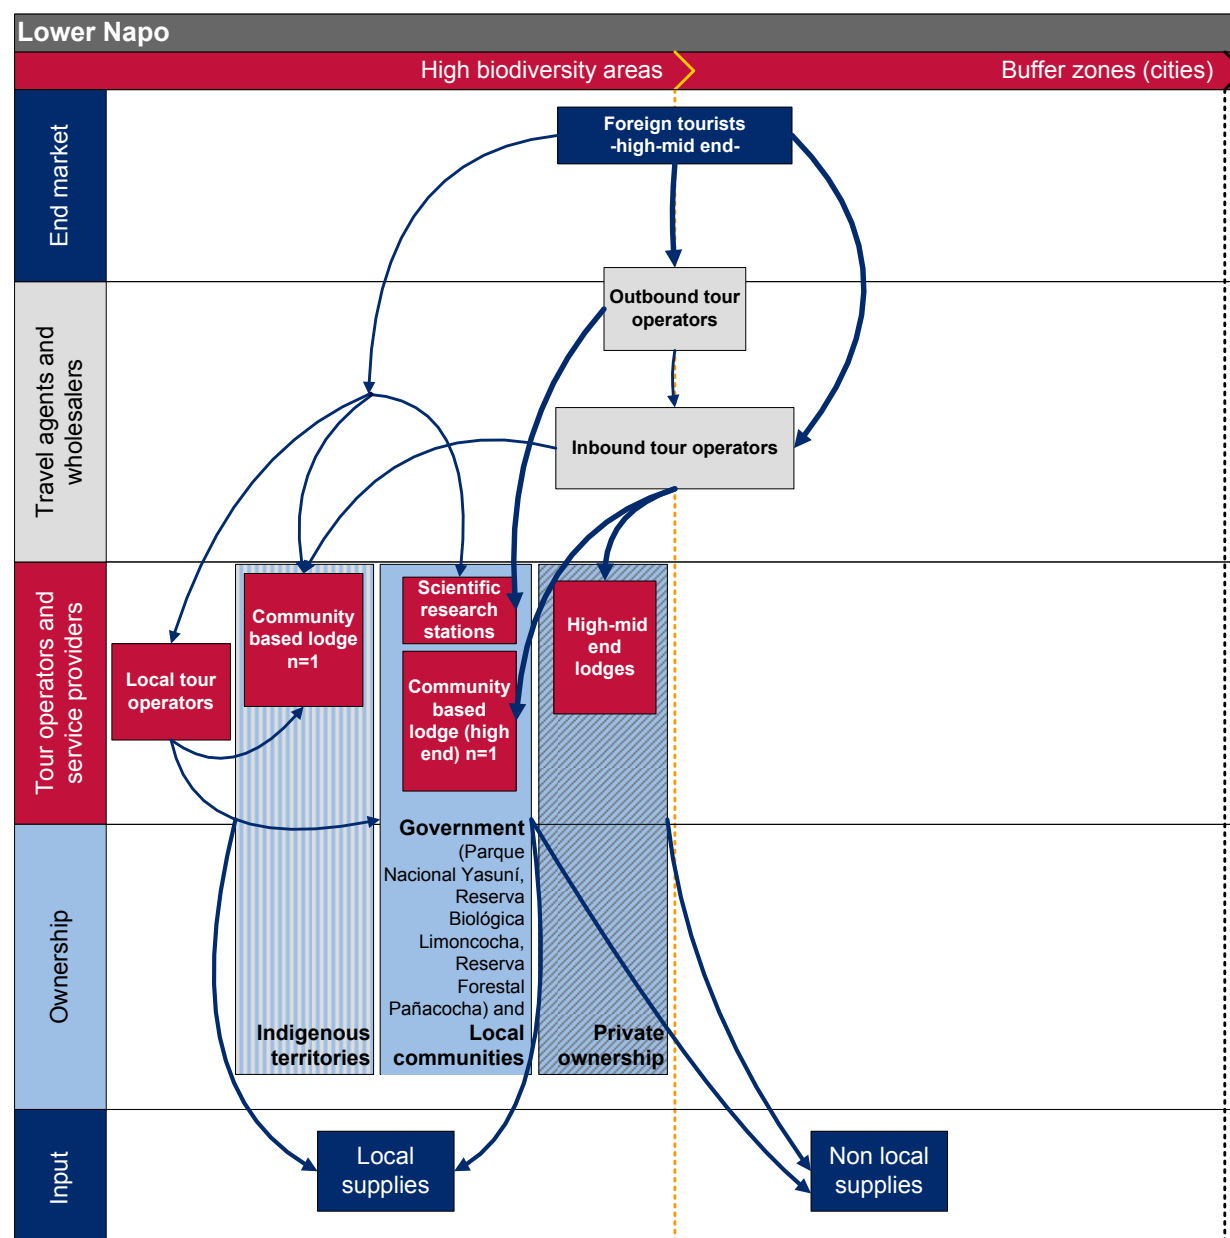 Lower Napo
High biodiversity areas
Buffer zones (cities)
End market
Foreign tourists
-high-mid end-
Travel agents and
wholesalers
Outbound tour
operators
Inbound tour operators
Tour operators and
service providers
Local tour
operators
Community
based lodge
n=1
Scientific
research
stations
Community
based
lodge (high
end) n=1
High-mid
end
lodges
Ownership
Indigenous
territories
Government
(Parque
Nacional Yasuní,
Reserva
Biológica
Limoncocha,
Reserva
Forestal
Pañacocha) and
Local
communities
Private
ownership
Input
Local
supplies
Non local
supplies